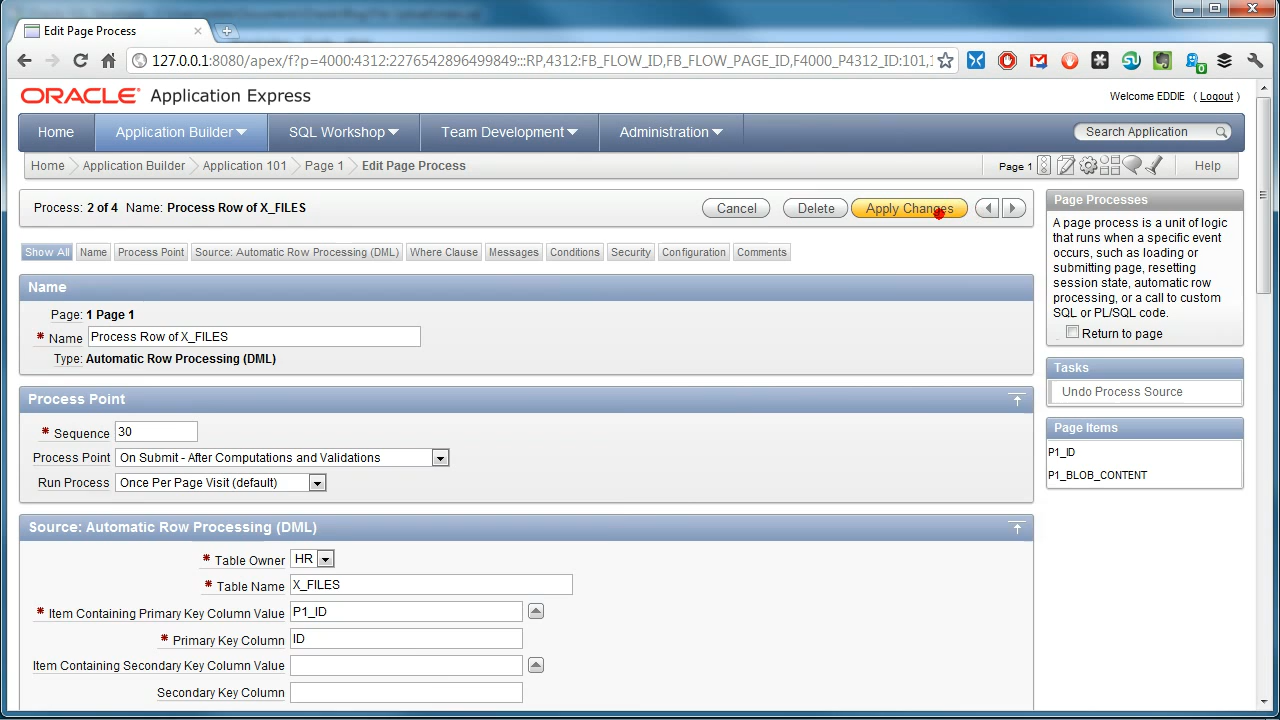 Edit Page Process
127.0.0.1:8080/apex/f?p=4000:4312:2276542896499849:::RP,4312:FB_FLOW_ID,FB_FLOW_PAGE_ID,F4000_P4312_ID:101,1
0
ORACLE Application Express
Welcome EDDIE ( Logout )
Home Application Builder SQL Workshop Team Development Administration Search Application
Home Application Builder Application 101 Page 1 Edit Page Process Page 1 Help
Process: 2 of 4 Name: Process Row of X_FILES Cancel Delete Apply Changes
Show All Name Process Point Source: Automatic Row Processing (DML) Where Clause Messages Conditions Security Configuration Comments
Name
Page: 1 Page 1
Name Process Row of X_FILES
Type: Automatic Row Processing (DML)
Process Point
Sequence 30
Process Point On Submit - After Computations and Validations
Run Process Once Per Page Visit (default)
Source: Automatic Row Processing (DML)
Table Owner HR
Table Name X_FILES
Item Containing Primary Key Column Value P1_ID
Primary Key Column ID
Item Containing Secondary Key Column Value
Secondary Key Column
Page Processes
A page process is a unit of logic
that runs when a specific event
occurs, such as loading or
submitting page, resetting
session state, automatic row
processing, or a call to custom
SQL or PL/SQL code.
Return to page
Tasks
Undo Process Source
Page Items
P1_ID
P1_BLOB_CONTENT